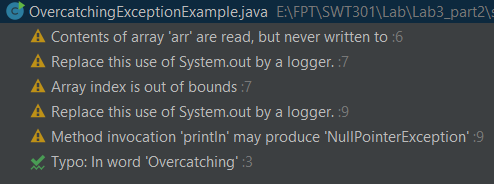 OvercatchingExceptionExample.java E:\FPT\SWT301\Lab\Lab3_part2\s
Contents of array 'arr' are read, but never written to :6
Replace this use of System.out by a logger. :7
Array index is out of bounds :7
Replace this use of System.out by a logger. :9
Method invocation 'println' may produce 'NullPointerException' :9
Typo: In word 'Overcatching' :3